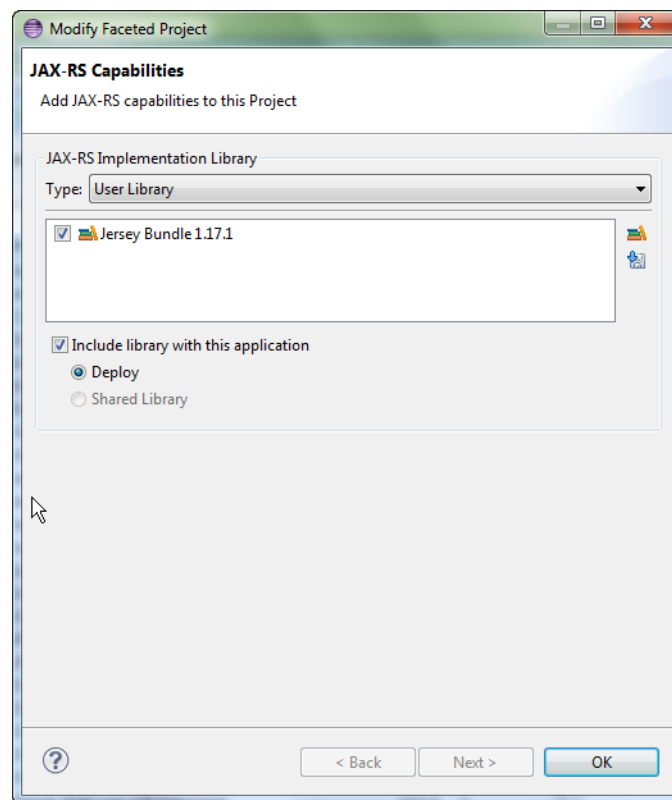 Modify Faceted Project
JAX-RS Capabilities
Add JAX-RS capabilities to this Project
JAX-RS Implementation Library
Type: User Library
Jersey Bundle 1.17.1
Include library with this application
Deploy
Shared Library
? < Back Next > OK